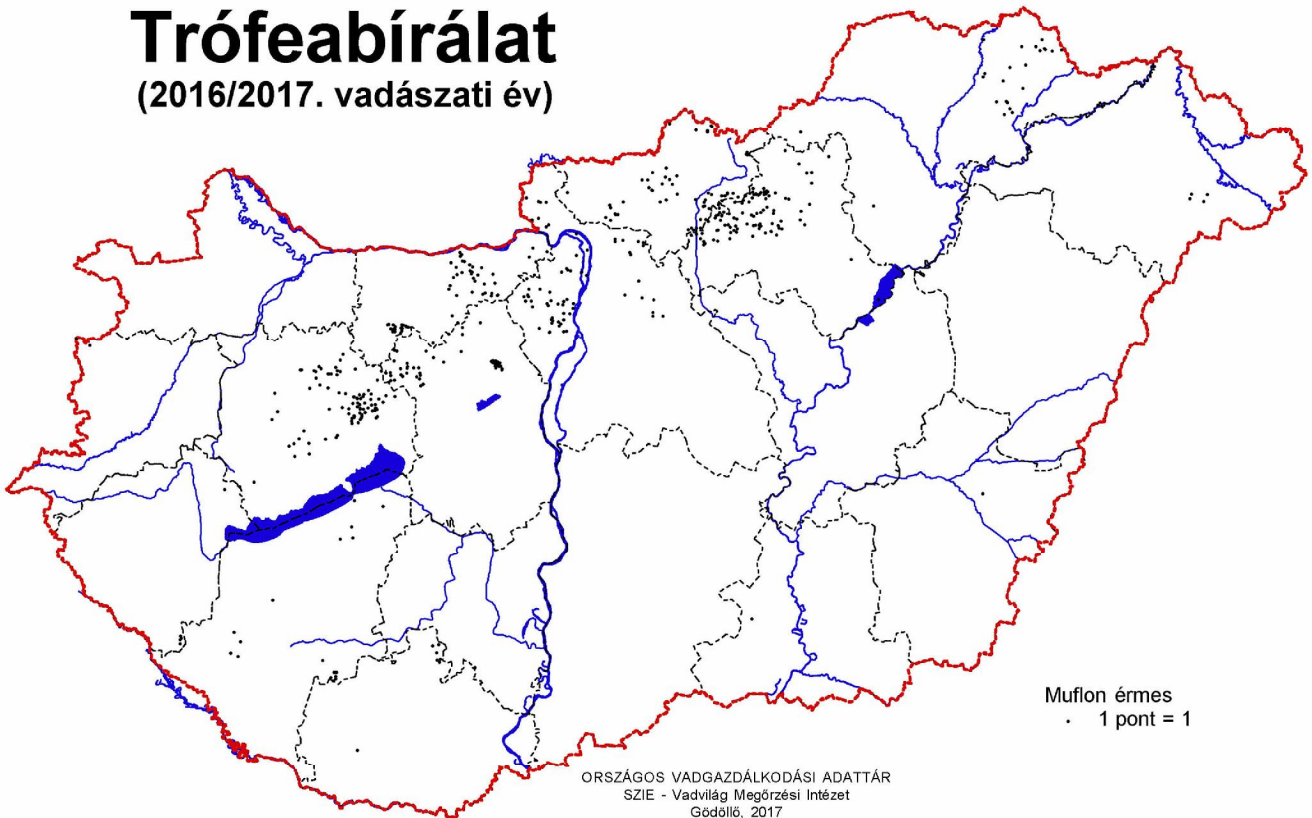 Trófeabírálat
(2016/2017. vadászati év)
Muflon érmes
1 pont = 1
ORSZÁGOS VADGAZDÁLKODÁSI ADATTÁR
SZIE - Vadvilág Megőrzési Intézet
Gödöllő, 2017